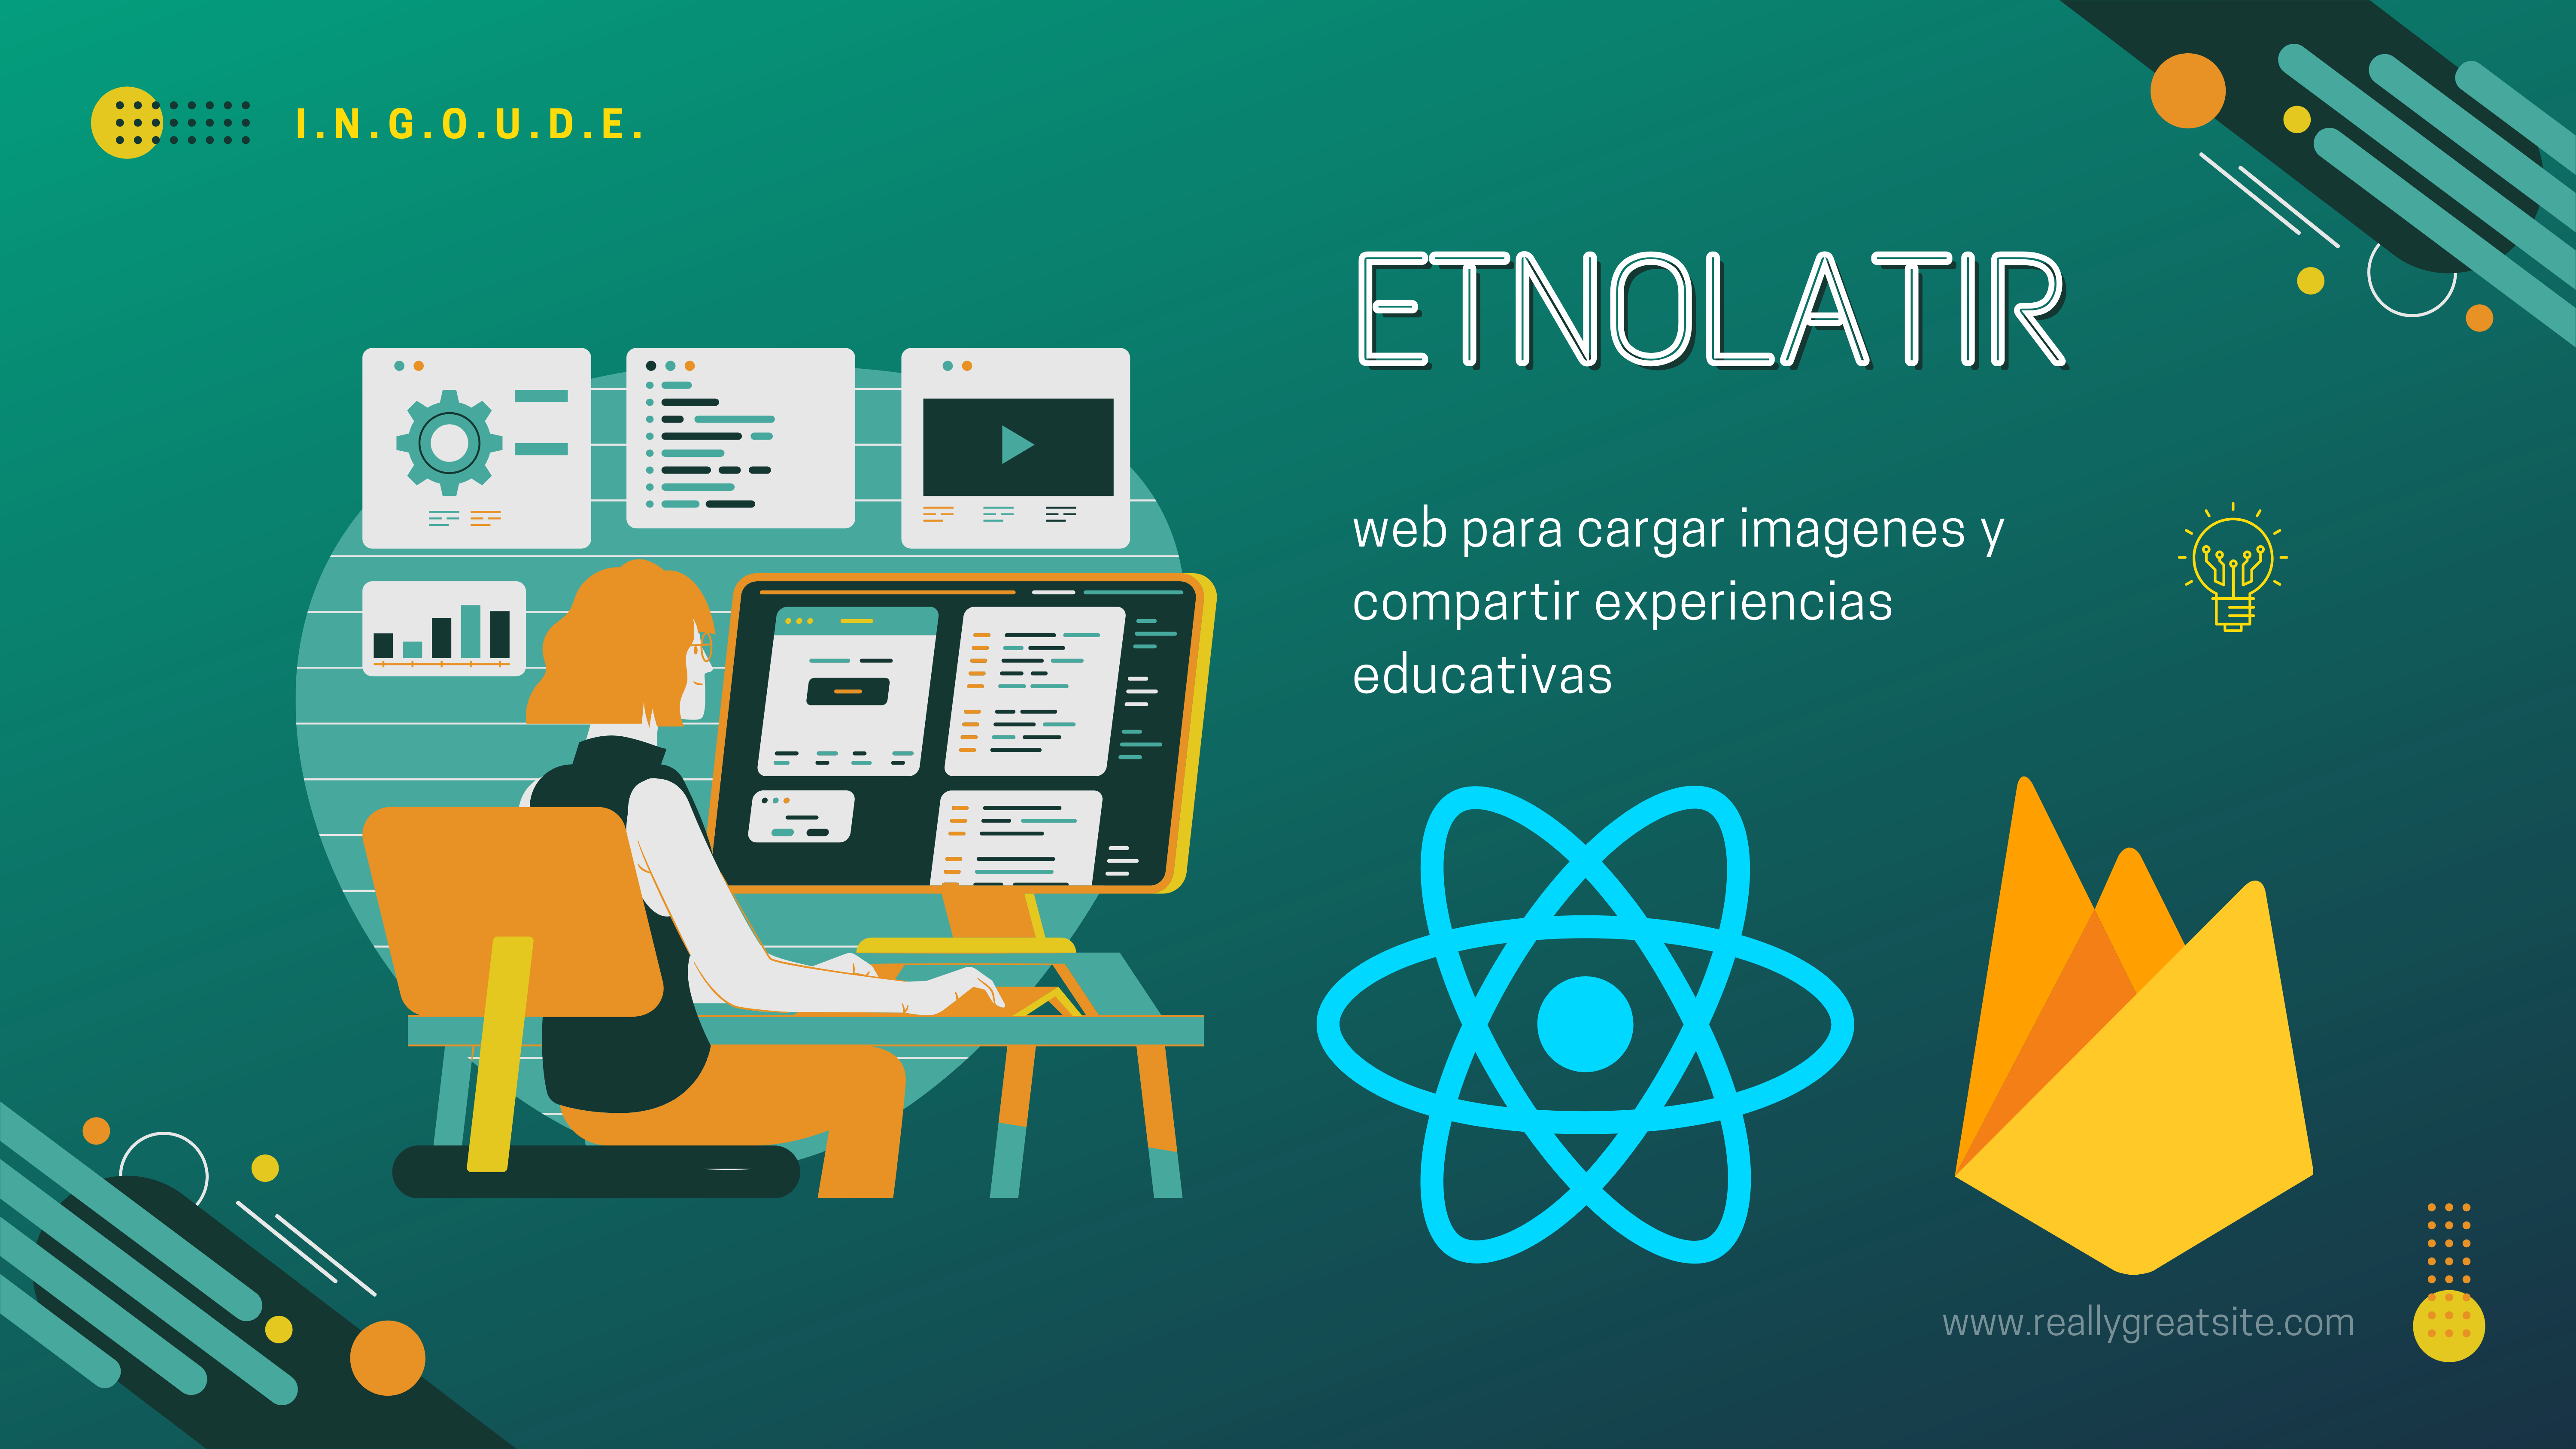 I.N.G.O.U.D.E.
ETNOLATIR
web para cargar imagenes y
compartir experiencias
educativas
www.reallygreatsite.com